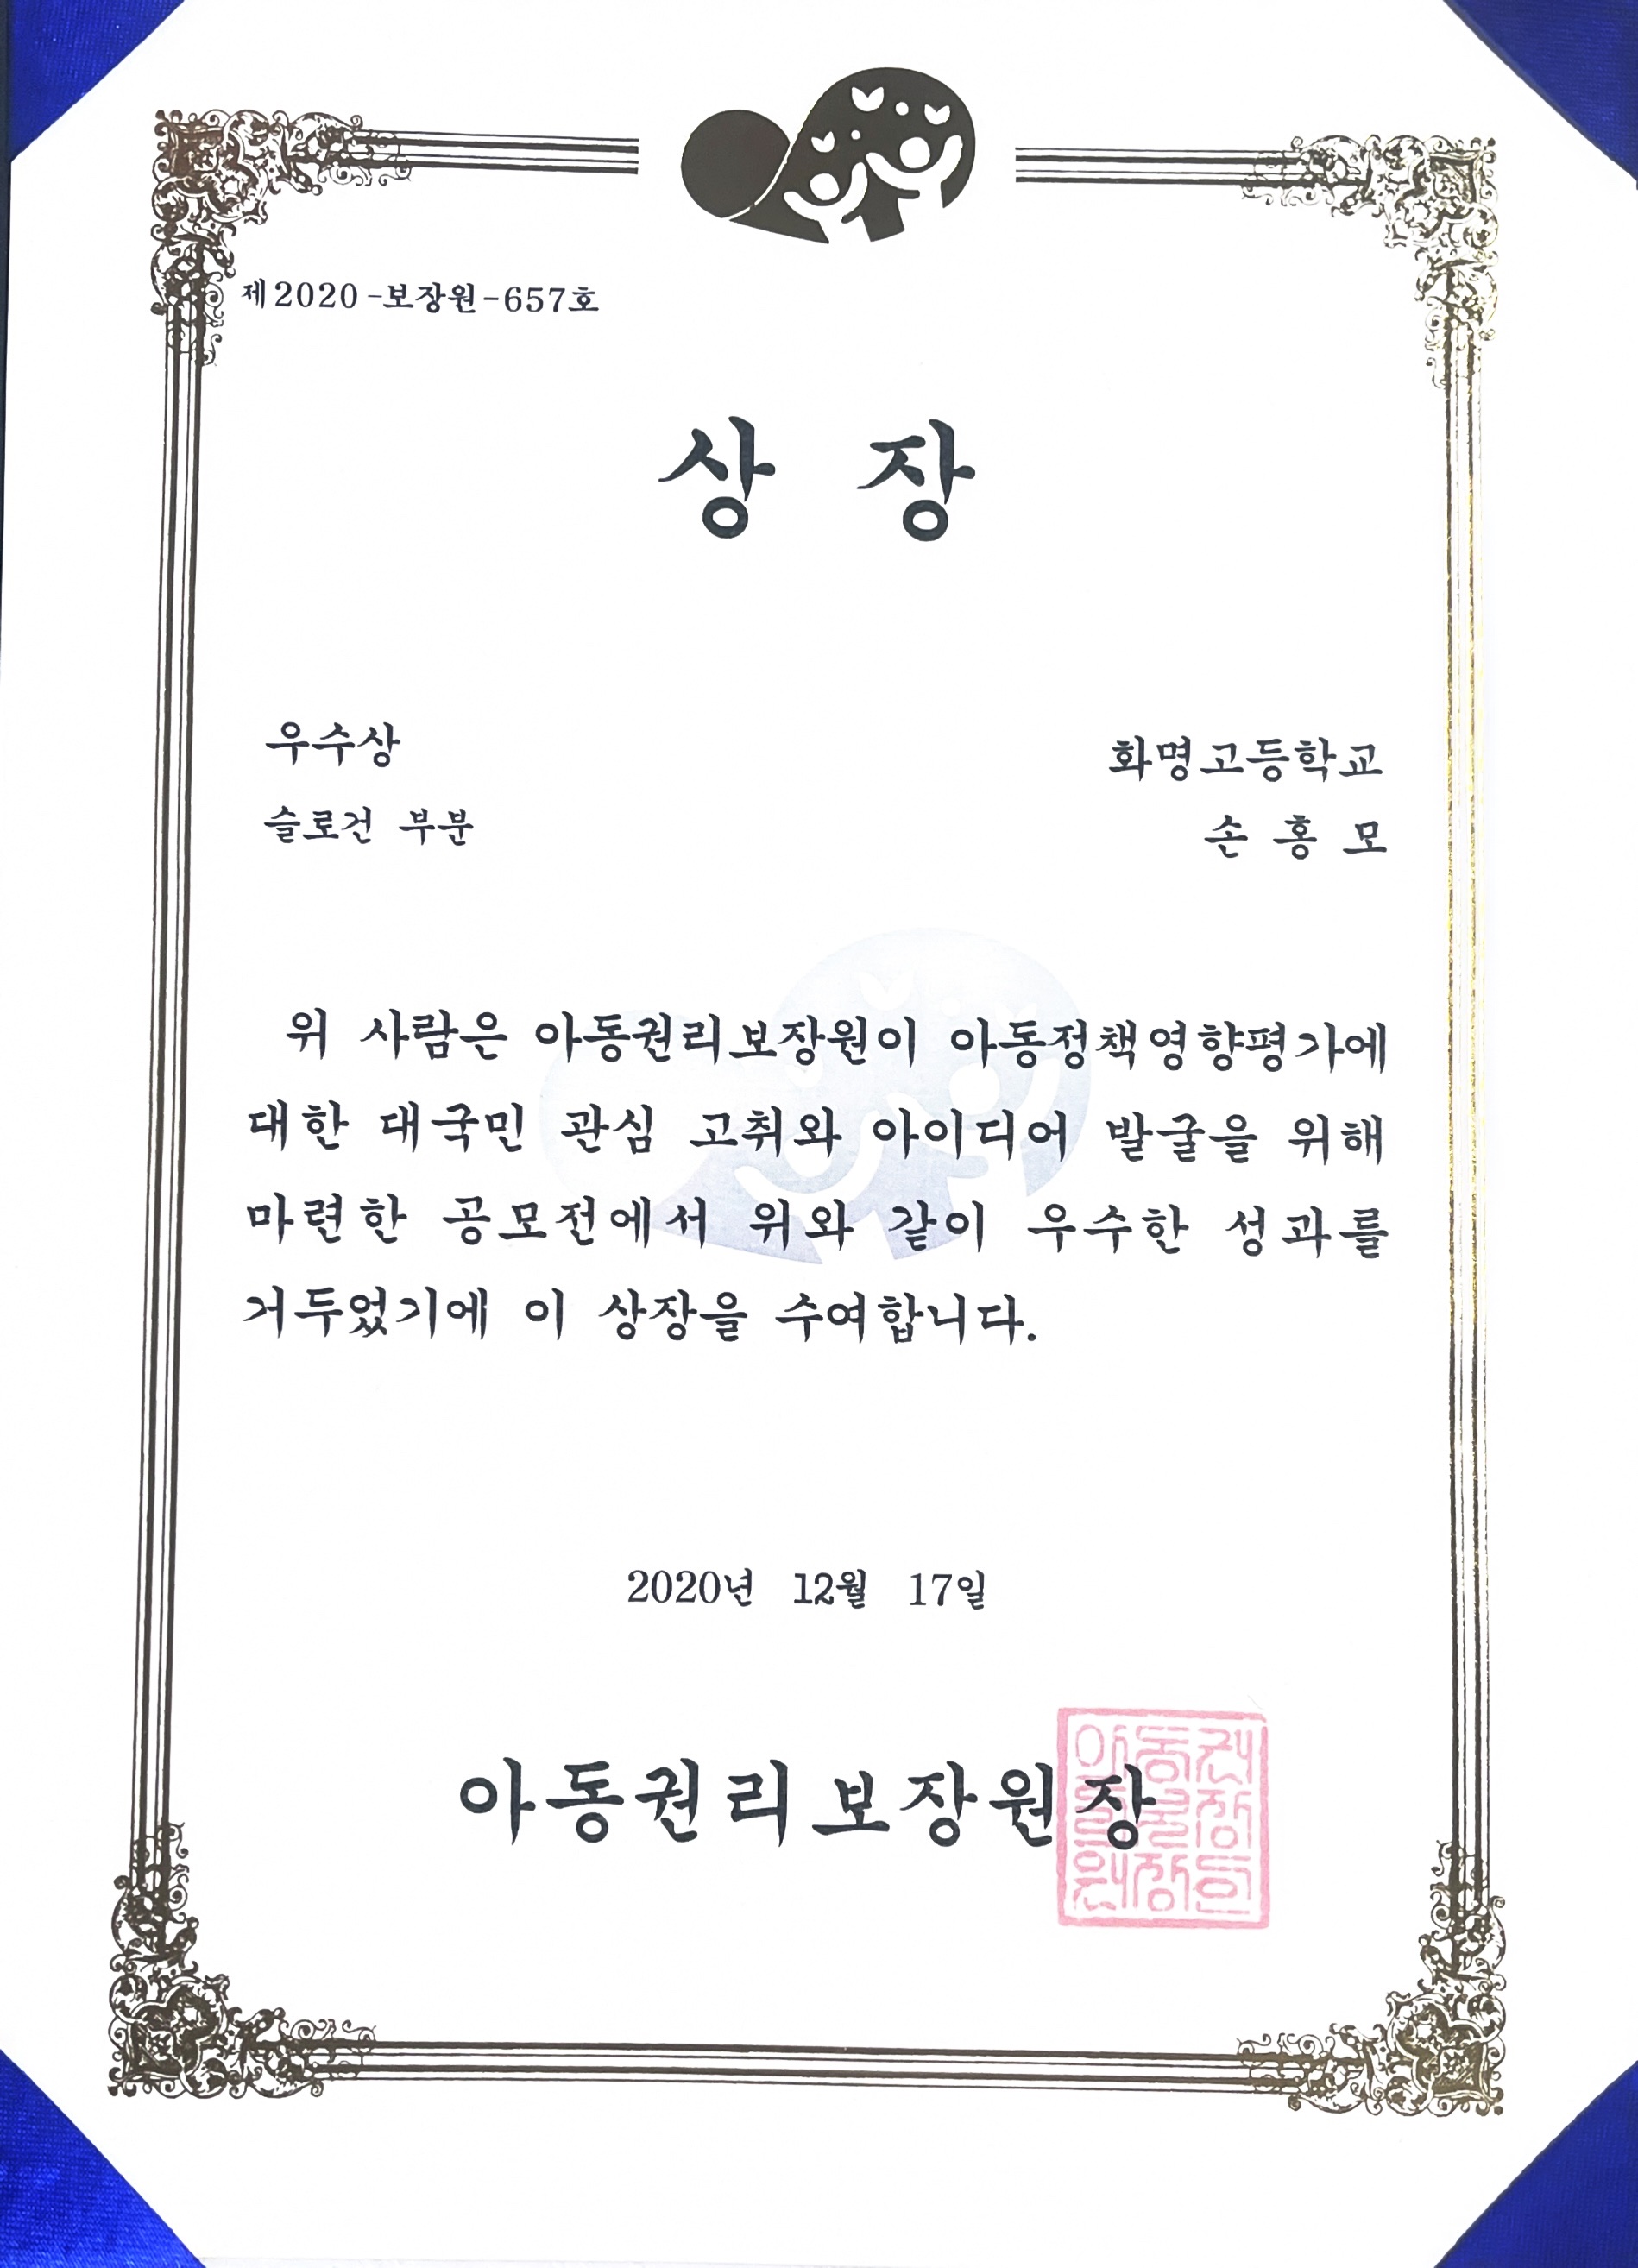 제2020-보장원-657호
상 장
우수상
화명고등학교
슬로건 부분
손 홍 모
위 사람은 아동권리보장원이 아동정책영향평가에
대한 대국민 관심 고취와 아이디어 발굴을 위해
마련한 공모전에서 위와 같이 우수한 성과를
거두었기에 이 상장을 수여합니다.
2020년 12월 17일
아동권리보장원장